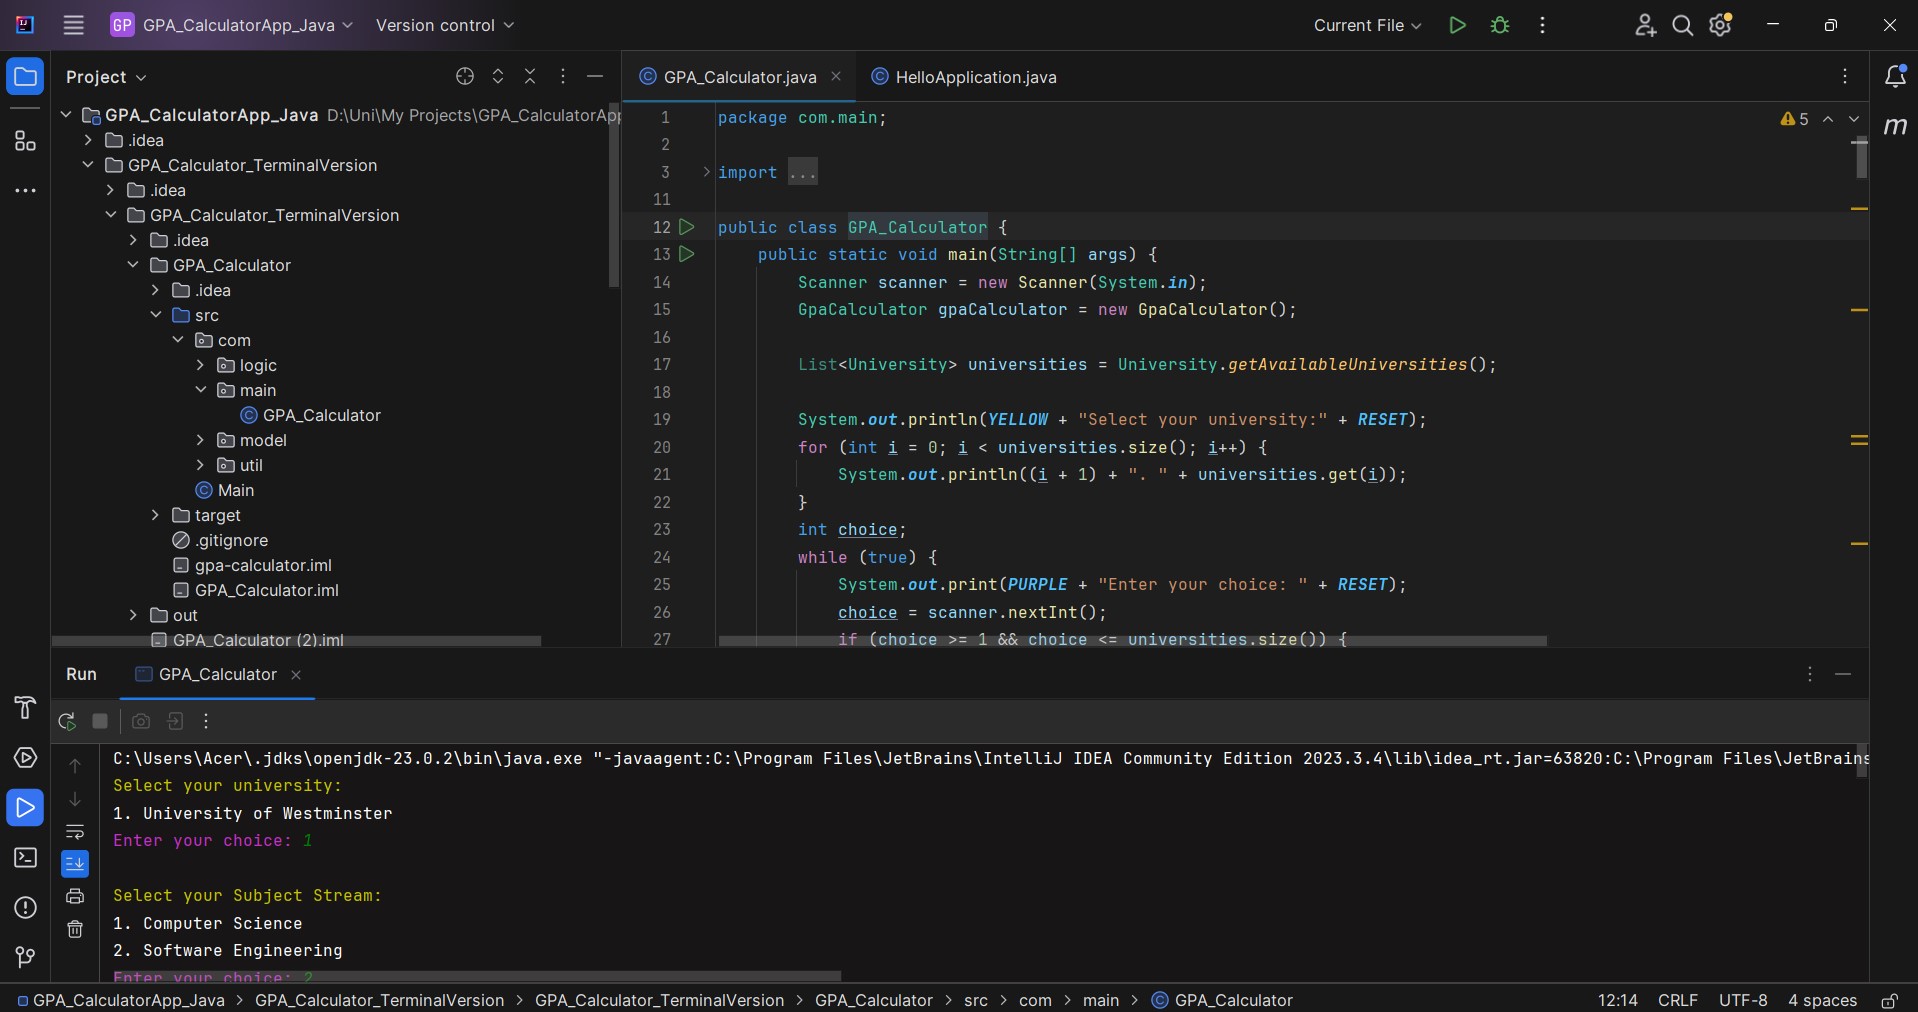 GP GPA_CalculatorApp_Java Version control Current File
Project
GPA_CalculatorApp_Java D:\Uni\My Projects\GPA_CalculatorAp
.idea
GPA_Calculator_TerminalVersion
.idea
GPA_Calculator_TerminalVersion
.idea
GPA_Calculator
.idea
src
com
logic
main
GPA_Calculator
model
util
Main
target
.gitignore
gpa-calculator.iml
GPA_Calculator.iml
out
GPA_Calculator (2).iml
GPA_Calculator.java HelloApplication.java
5
1 package com.main;
2
3 import ...
11
12 public class GPA_Calculator {
13 public static void main(String[] args) {
14 Scanner scanner = new Scanner(System.in);
15 GpaCalculator gpaCalculator = new GpaCalculator();
16
17 List<University> universities = University.getAvailableUniversities();
18
19 System.out.println(YELLOW + "Select your university:" + RESET);
20 for (int i = 0; i < universities.size(); i++) {
21 System.out.println((i + 1) + ". " + universities.get(i));
22 }
23 int choice;
24 while (true) {
25 System.out.print(PURPLE + "Enter your choice: " + RESET);
26 choice = scanner.nextInt();
27 if (choice >= 1 && choice <= universities.size()) {
m
Run GPA_Calculator
C:\Users\Acer\.jdks\openjdk-23.0.2\bin\java.exe "-javaagent:C:\Program Files\JetBrains\IntelliJ IDEA Community Edition 2023.3.4\lib\idea_rt.jar=63820:C:\Program Files\JetBrains
Select your university:
1. University of Westminster
Enter your choice: 1
Select your Subject Stream:
1. Computer Science
2. Software Engineering
Enter your choice: 2
GPA_CalculatorApp_Java > GPA_Calculator_TerminalVersion > GPA_Calculator_TerminalVersion > GPA_Calculator > src > com > main > GPA_Calculator 12:14 CRLF UTF-8 4 spaces